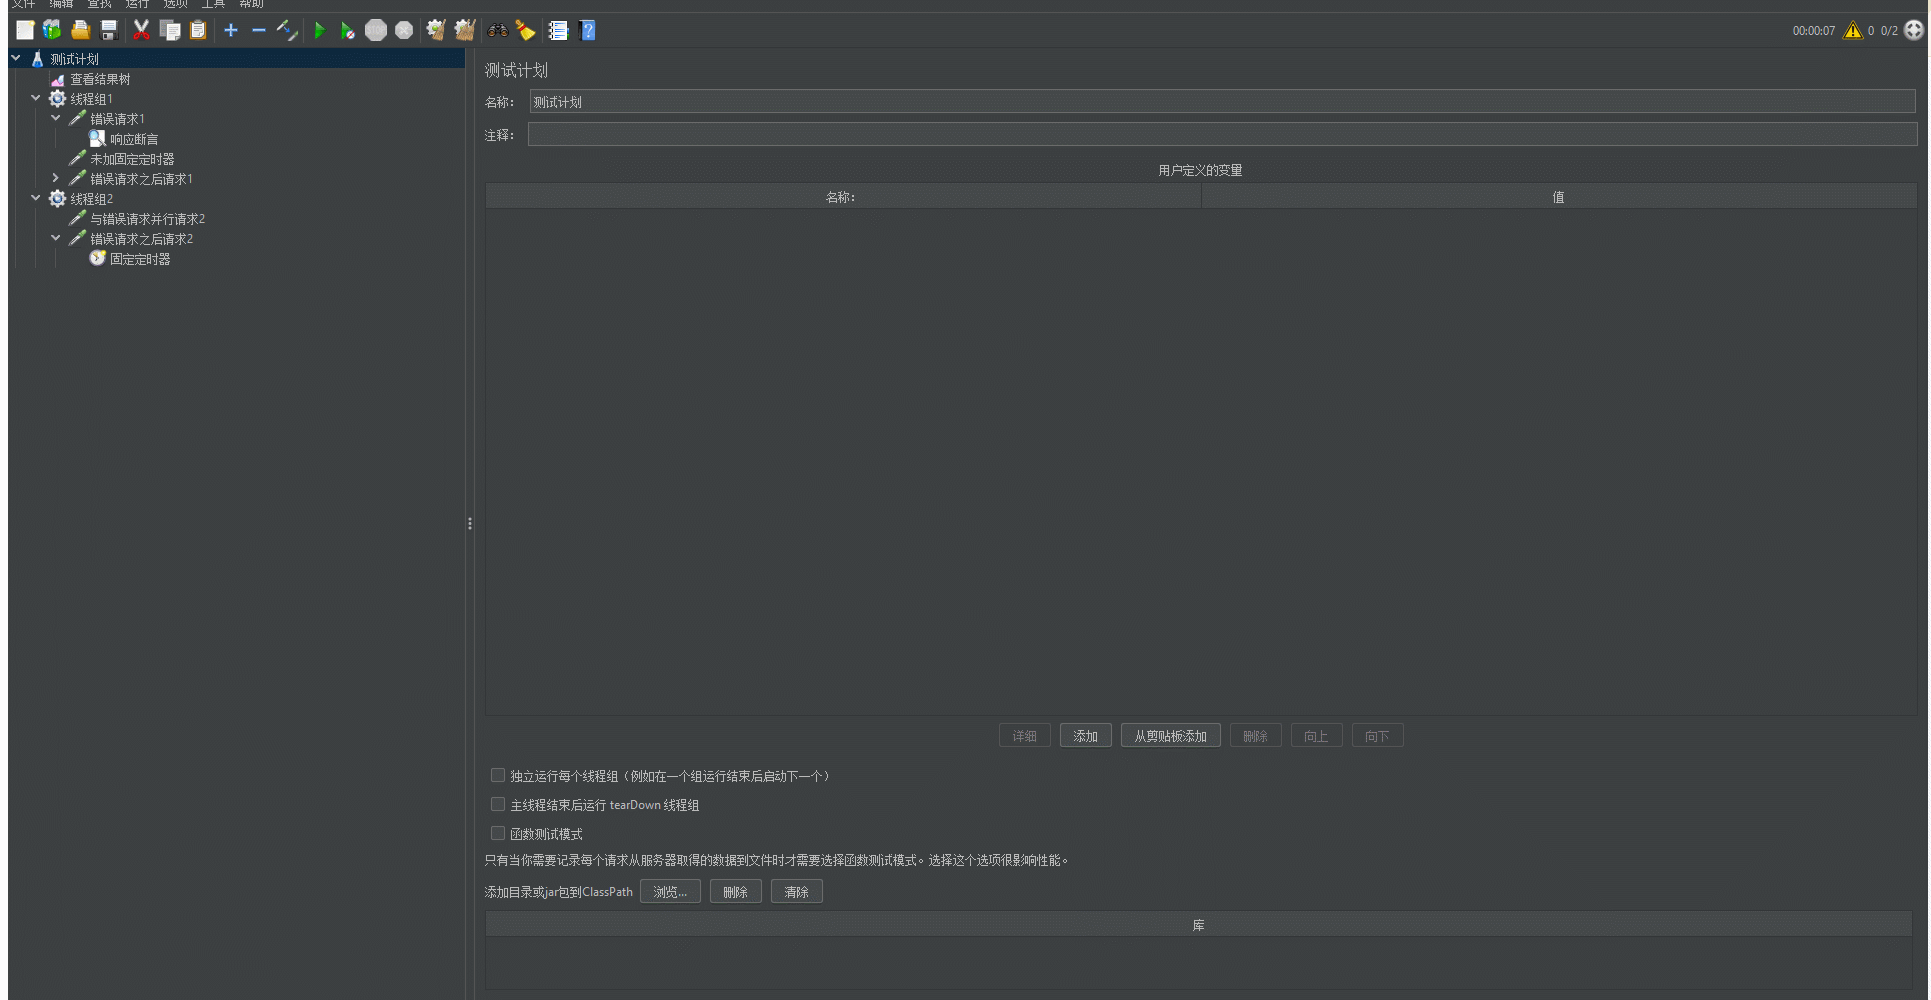 文件 编辑 查找 运行 选项 工具 帮助
STOP
00:00:07 0 0/2
测试计划
查看结果树
线程组1
错误请求1
响应断言
未加固定定时器
错误请求之后请求1
线程组2
与错误请求并行请求2
错误请求之后请求2
固定定时器
测试计划
名称： 测试计划
注释：
用户定义的变量
名称： 值
详细 添加 从剪贴板添加 删除 向上 向下
独立运行每个线程组（例如在一个组运行结束后启动下一个）
主线程结束后运行 tearDown 线程组
函数测试模式
只有当你需要记录每个请求从服务器取得的数据到文件时才需要选择函数测试模式。选择这个选项很影响性能。
添加目录或jar包到ClassPath 浏览... 删除 清除
库